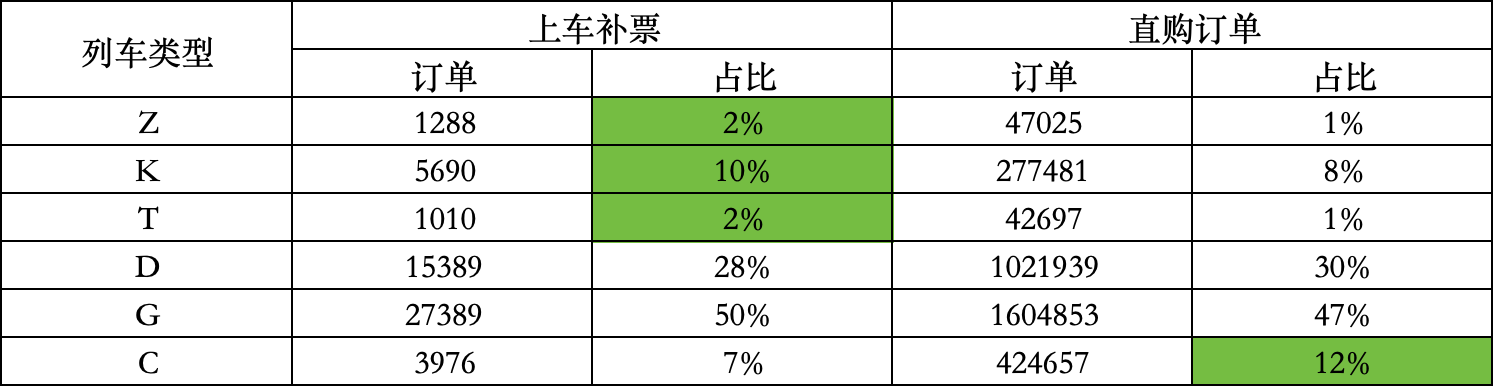 列车类型 上车补票 直购订单
订单 占比 订单 占比
Z 1288 2% 47025 1%
K 5690 10% 277481 8%
T 1010 2% 42697 1%
D 15389 28% 1021939 30%
G 27389 50% 1604853 47%
C 3976 7% 424657 12%